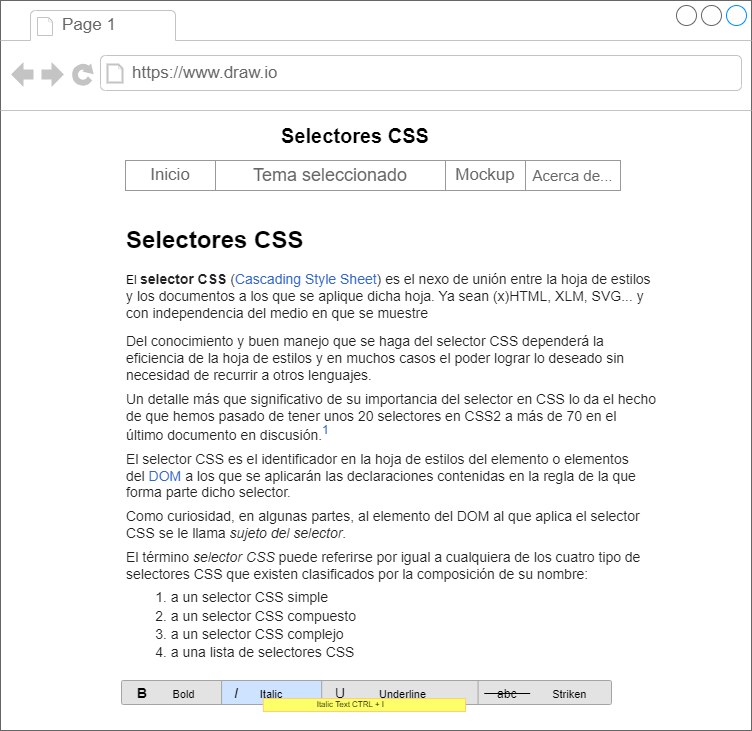 Page 1
https://www.draw.io
Selectores CSS
Inicio Tema seleccionado Mockup Acerca de...
Selectores CSS
El selector CSS (Cascading Style Sheet) es el nexo de unión entre la hoja de estilos
y los documentos a los que se aplique dicha hoja. Ya sean (x)HTML, XLM, SVG... y
con independencia del medio en que se muestre
Del conocimiento y buen manejo que se haga del selector CSS dependerá la
eficiencia de la hoja de estilos y en muchos casos el poder lograr lo deseado sin
necesidad de recurrir a otros lenguajes.
Un detalle más que significativo de su importancia del selector en CSS lo da el hecho
de que hemos pasado de tener unos 20 selectores en CSS2 a más de 70 en el
último documento en discusión.1
El selector CSS es el identificador en la hoja de estilos del elemento o elementos
del DOM a los que se aplicarán las declaraciones contenidas en la regla de la que
forma parte dicho selector.
Como curiosidad, en algunas partes, al elemento del DOM al que aplica el selector
CSS se le llama sujeto del selector.
El término selector CSS puede referirse por igual a cualquiera de los cuatro tipo de
selectores CSS que existen clasificados por la composición de su nombre:
1. a un selector CSS simple
2. a un selector CSS compuesto
3. a un selector CSS complejo
4. a una lista de selectores CSS
B Bold I Italic U Underline abc Striken
Italic Text CTRL + I